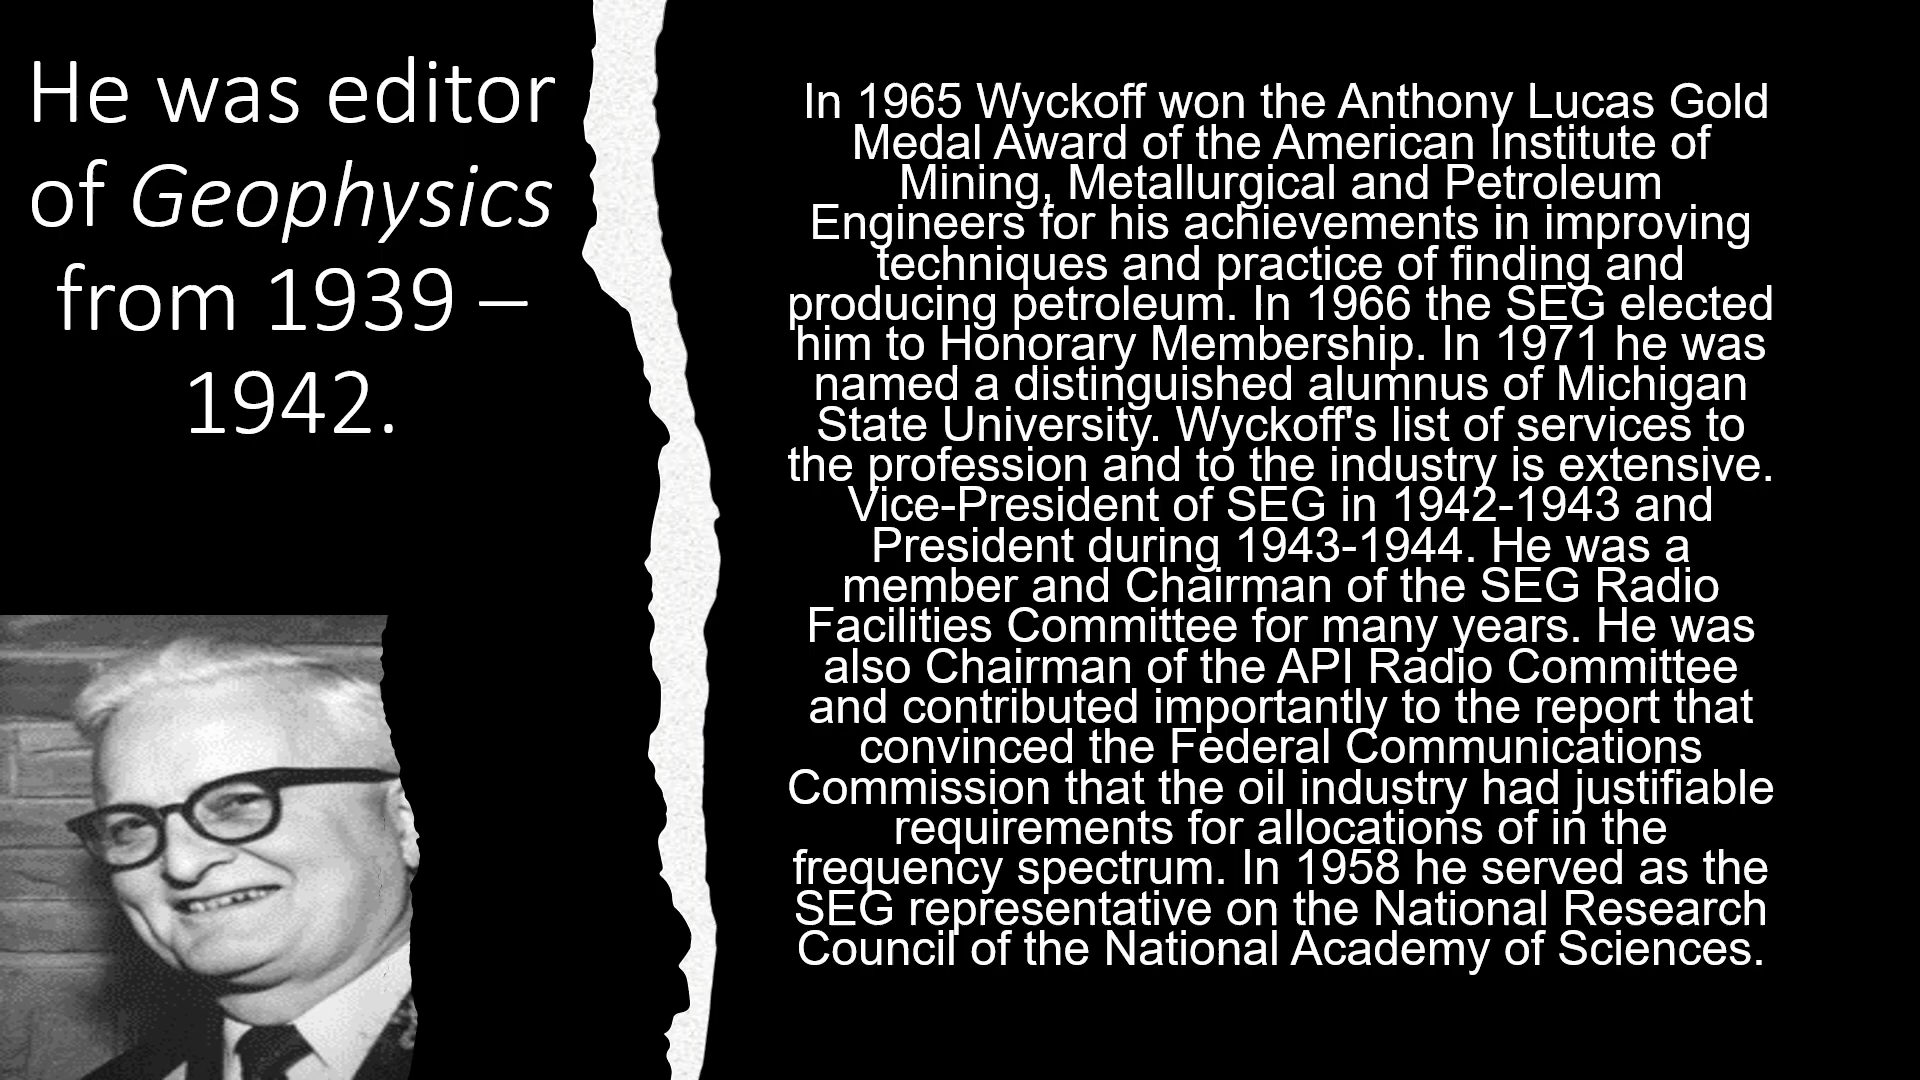 He was editor
of Geophysics
from 1939 –
1942.
In 1965 Wyckoff won the Anthony Lucas Gold
Medal Award of the American Institute of
Mining, Metallurgical and Petroleum
Engineers for his achievements in improving
techniques and practice of finding and
producing petroleum. In 1966 the SEG elected
him to Honorary Membership. In 1971 he was
named a distinguished alumnus of Michigan
State University. Wyckoff's list of services to
the profession and to the industry is extensive.
Vice-President of SEG in 1942-1943 and
President during 1943-1944. He was a
member and Chairman of the SEG Radio
Facilities Committee for many years. He was
also Chairman of the API Radio Committee
and contributed importantly to the report that
convinced the Federal Communications
Commission that the oil industry had justifiable
requirements for allocations of in the
frequency spectrum. In 1958 he served as the
SEG representative on the National Research
Council of the National Academy of Sciences.